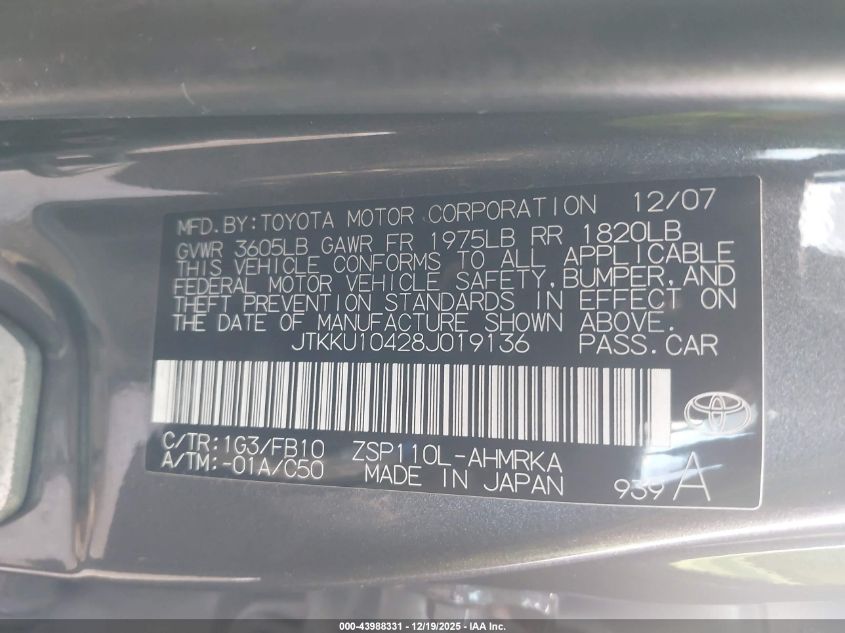 MFD.BY:TOYOTA MOTOR CORPORATION 12/07
GVWR 3605LB GAWR FR 1975LB RR 1820LB
THIS VEHICLE CONFORMS TO ALL APPLICABLE
FEDERAL MOTOR VEHICLE SAFETY, BUMPER, AND
THEFT PREVENTION STANDARDS IN EFFECT ON
THE DATE OF MANUFACTURE SHOWN ABOVE.
JTKKU10428J019136 PASS.CAR
C/TR:1G3/FB10 ZSP110L-AHMRKA
A/TM:-01A/C50 MADE IN JAPAN 939 A
000-43988331 - 12/19/2025 - IAA Inc.